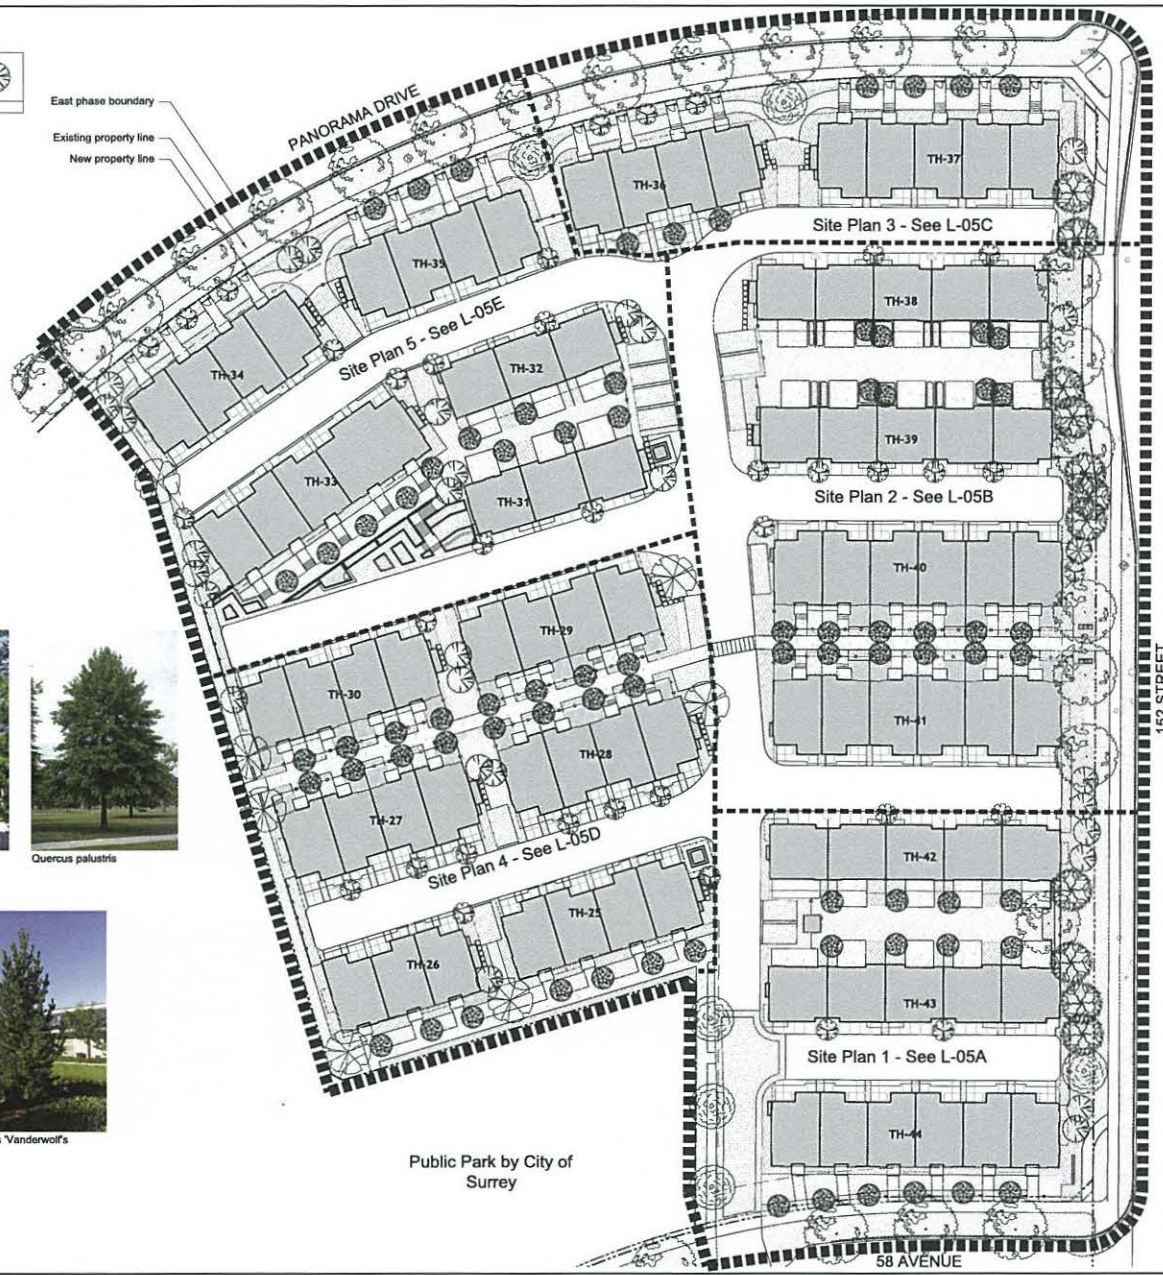 East phase boundary
Existing property line
New property line
PANORAMA DRIVE
TH-37
TH-36
Site Plan 3 - See L-05C
TH-35
TH-38
Site Plan 5 - See L-05E
TH-34
TH-32
TH-39
TH-33
TH-31
Site Plan 2 - See L-05B
TH-40
TH-29
TH-30
152 STREET
TH-41
TH-28
TH-27
Quercus palustris
TH-42
Site Plan 4 - See L-05D
TH-25
TH-26
TH-43
Site Plan 1 - See L-05A
TH-44
'Vanderwolf's
Public Park by City of
Surrey
58 AVENUE